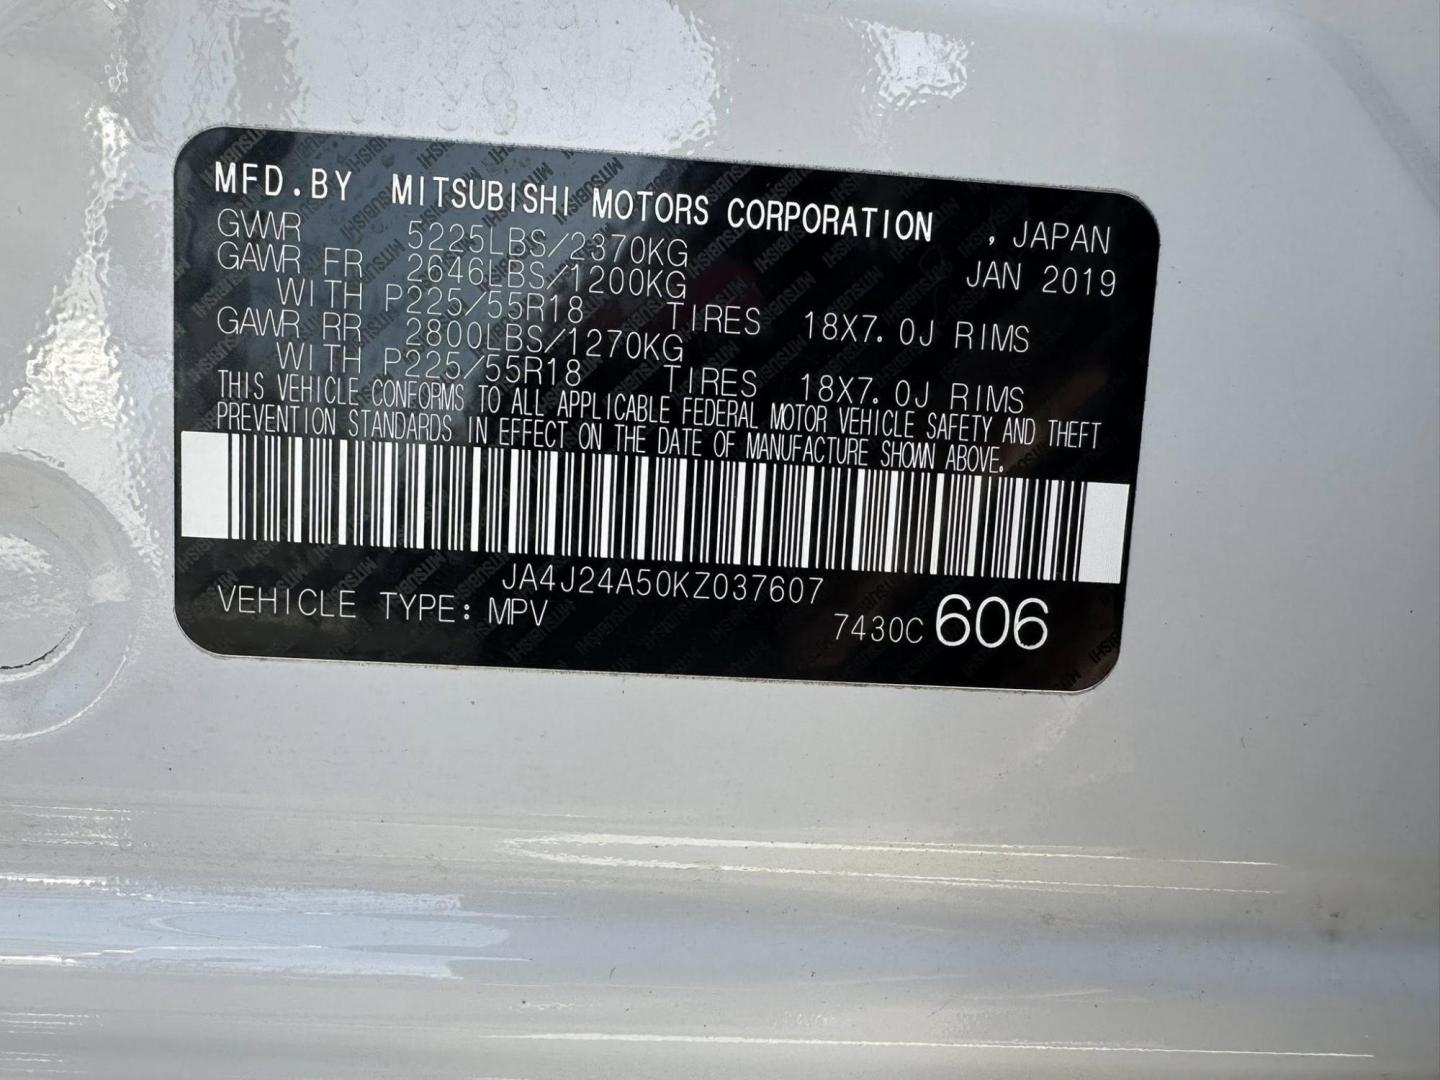 MFD.BY MITSUBISHI MOTORS CORPORATION , JAPAN
GVWR 5225LBS/2370KG JAN 2019
GAWR FR 2646LBS/1200KG
WITH P225/55R18 TIRES 18X7.0J RIMS
GAWR RR 2800LBS/1270KG
WITH P225/55R18 TIRES 18X7.0J RIMS
THIS VEHICLE CONFORMS TO ALL APPLICABLE FEDERAL MOTOR VEHICLE SAFETY AND THEFT
PREVENTION STANDARDS IN EFFECT ON THE DATE OF MANUFACTURE SHOWN ABOVE.
JA4J24A50KZ037607
VEHICLE TYPE: MPV 7430C 606